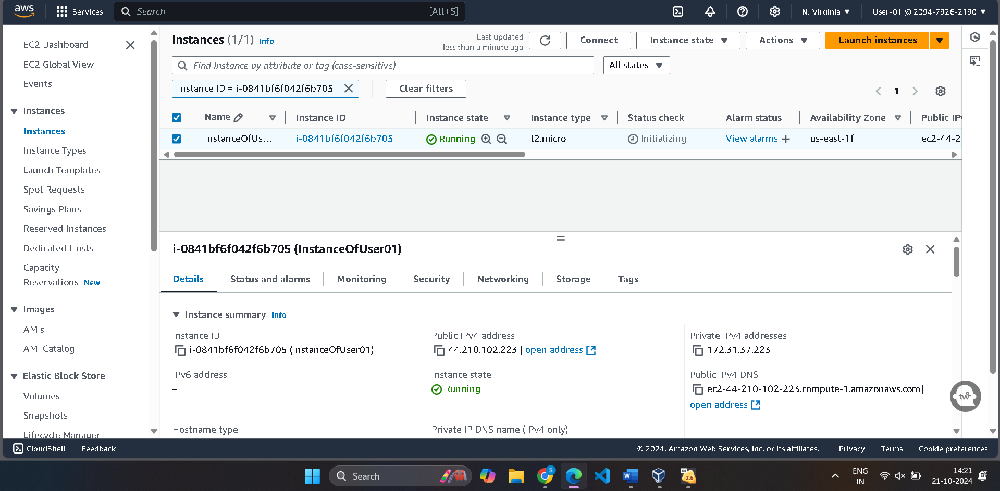 aws
Services
Search [Alt+S]
N. Virginia
User-01 @ 2094-7926-2190
EC2 Dashboard
EC2 Global View
Events
Instances
Instances
Instance Types
Launch Templates
Spot Requests
Savings Plans
Reserved Instances
Dedicated Hosts
Capacity
Reservations New
Images
AMIs
AMI Catalog
Elastic Block Store
Volumes
Snapshots
Lifecycle Manager
Instances (1/1) Info
Last updated
less than a minute ago
Connect
Instance state
Actions
Launch instances
Find Instance by attribute or tag (case-sensitive)
All states
Instance ID = i-0841bf6f042f6b705
Clear filters
1
Name Instance ID Instance state Instance type Status check Alarm status Availability Zone Public IPv
InstanceOfUs... i-0841bf6f042f6b705 Running t2.micro Initializing View alarms + us-east-1f ec2-44-2
i-0841bf6f042f6b705 (InstanceOfUser01)
Details Status and alarms Monitoring Security Networking Storage Tags
Instance summary Info
Instance ID
i-0841bf6f042f6b705 (InstanceOfUser01)
Public IPv4 address
44.210.102.223 | open address
Private IPv4 addresses
172.31.37.223
IPv6 address
–
Instance state
Running
Public IPv4 DNS
ec2-44-210-102-223.compute-1.amazonaws.com |
open address
Hostname type
Private IP DNS name (IPv4 only)
tw
CloudShell
Feedback
© 2024, Amazon Web Services, Inc. or its affiliates.
Privacy
Terms
Cookie preferences
Search
S
64
2.6
ENG
IN
14:21
21-10-2024